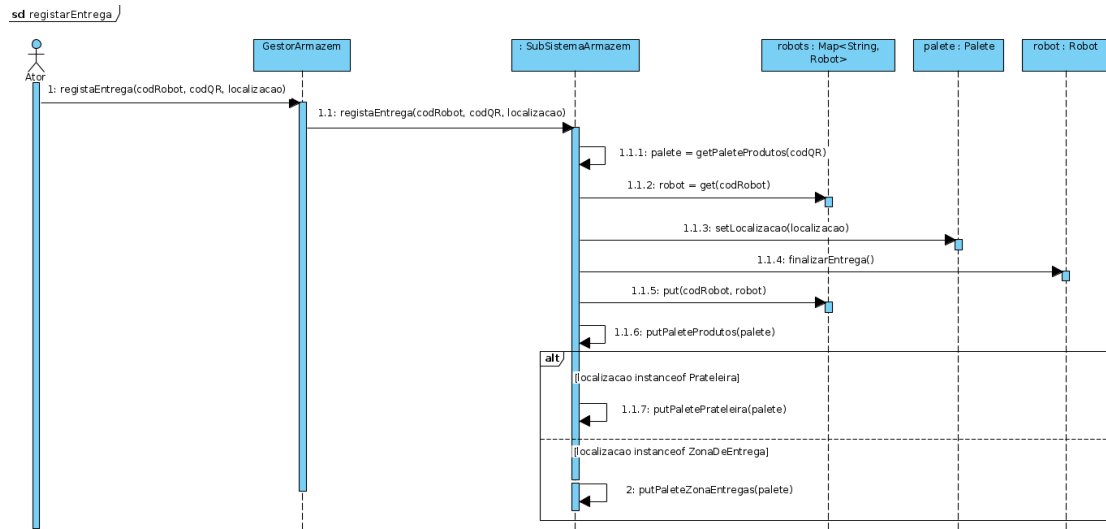 sd registarEntrega
Ator
GestorArmazem
: SubSistemaArmazem
robots : Map<String,
Robot>
palete : Palete
robot : Robot
1: registaEntrega(codRobot, codQR, localizacao)
1.1: registaEntrega(codRobot, codQR, localizacao)
1.1.1: palete = getPaleteProdutos(codQR)
1.1.2: robot = get(codRobot)
1.1.3: setLocalizacao(localizacao)
1.1.4: finalizarEntrega()
1.1.5: put(codRobot, robot)
1.1.6: putPaleteProdutos(palete)
alt
[localizacao instanceof Prateleira]
1.1.7: putPaletePrateleira(palete)
[localizacao instanceof ZonaDeEntrega]
2: putPaleteZonaEntregas(palete)